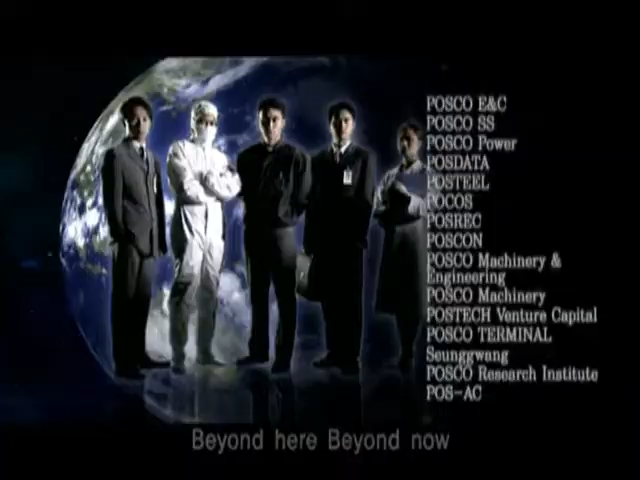 POSCO E&C
POSCO SS
POSCO Power
POSDATA
POSTEEL
POCOS
POSREC
POSCON
POSCO Machinery &
Engineering
POSCO Machinery
POSTECH Venture Capital
POSCO TERMINAL
Seunggwang
POSCO Research Institute
POS-AC
Beyond here Beyond now